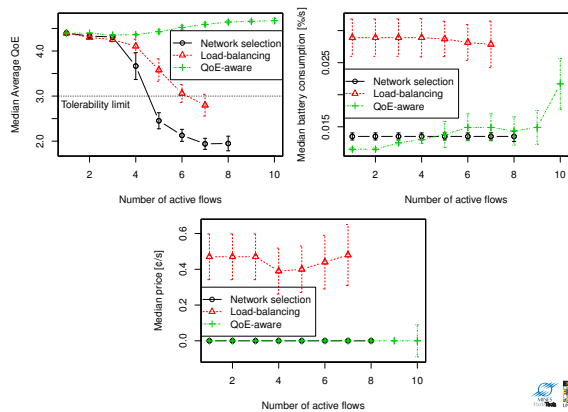 Median Average QoE
4.0
3.0
2.0
Network selection
Load-balancing
QoE-aware
Tolerability limit
2
4
6
8
10
Number of active flows
Median battery consumption [%/s]
0.025
0.015
Network selection
Load-balancing
QoE-aware
2
4
6
8
10
Number of active flows
Median price [¢/s]
0.6
0.4
0.2
0.0
Network selection
Load-balancing
QoE-aware
2
4
6
8
10
Number of active flows
MINES